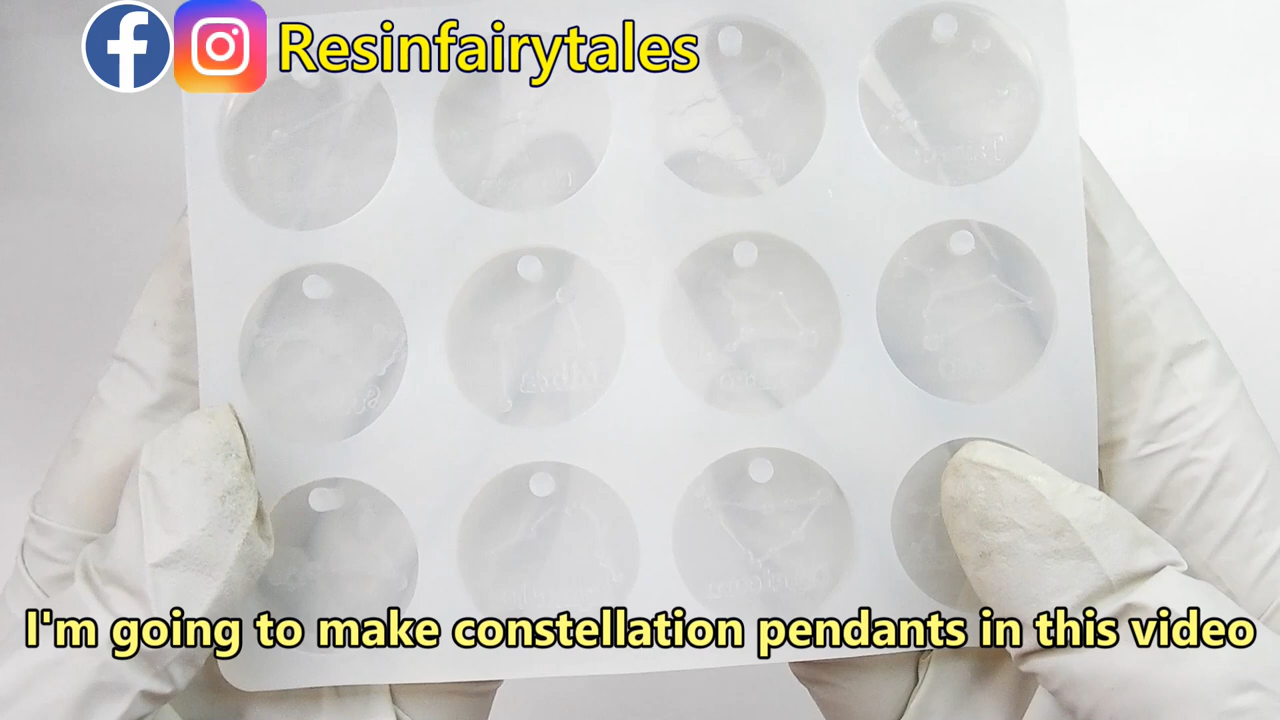 Resinfairytales
I'm going to make constellation pendants in this video